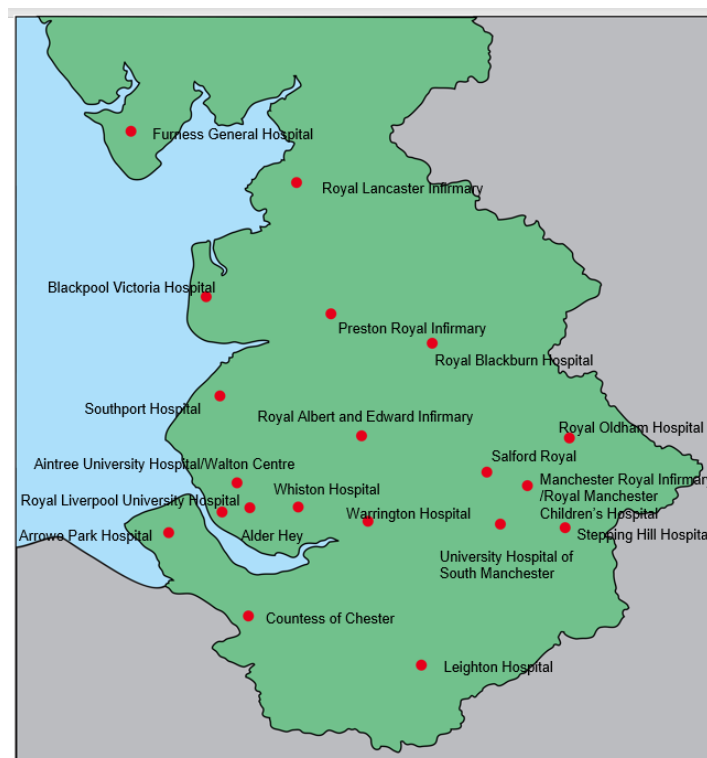 Furness General Hospital
Royal Lancaster Infirmary
Blackpool Victoria Hospital
Preston Royal Infirmary
Royal Blackburn Hospital
Southport Hospital
Royal Albert and Edward Infirmary
Royal Oldham Hospital
Salford Royal
Aintree University Hospital/Walton Centre
Manchester Royal Infirmary
/Royal Manchester
Children's Hospital
Whiston Hospital
Royal Liverpool University Hospital
Warrington Hospital
Arrowe Park Hospital
Alder Hey
Stepping Hill Hospital
University Hospital of
South Manchester
Countess of Chester
Leighton Hospital